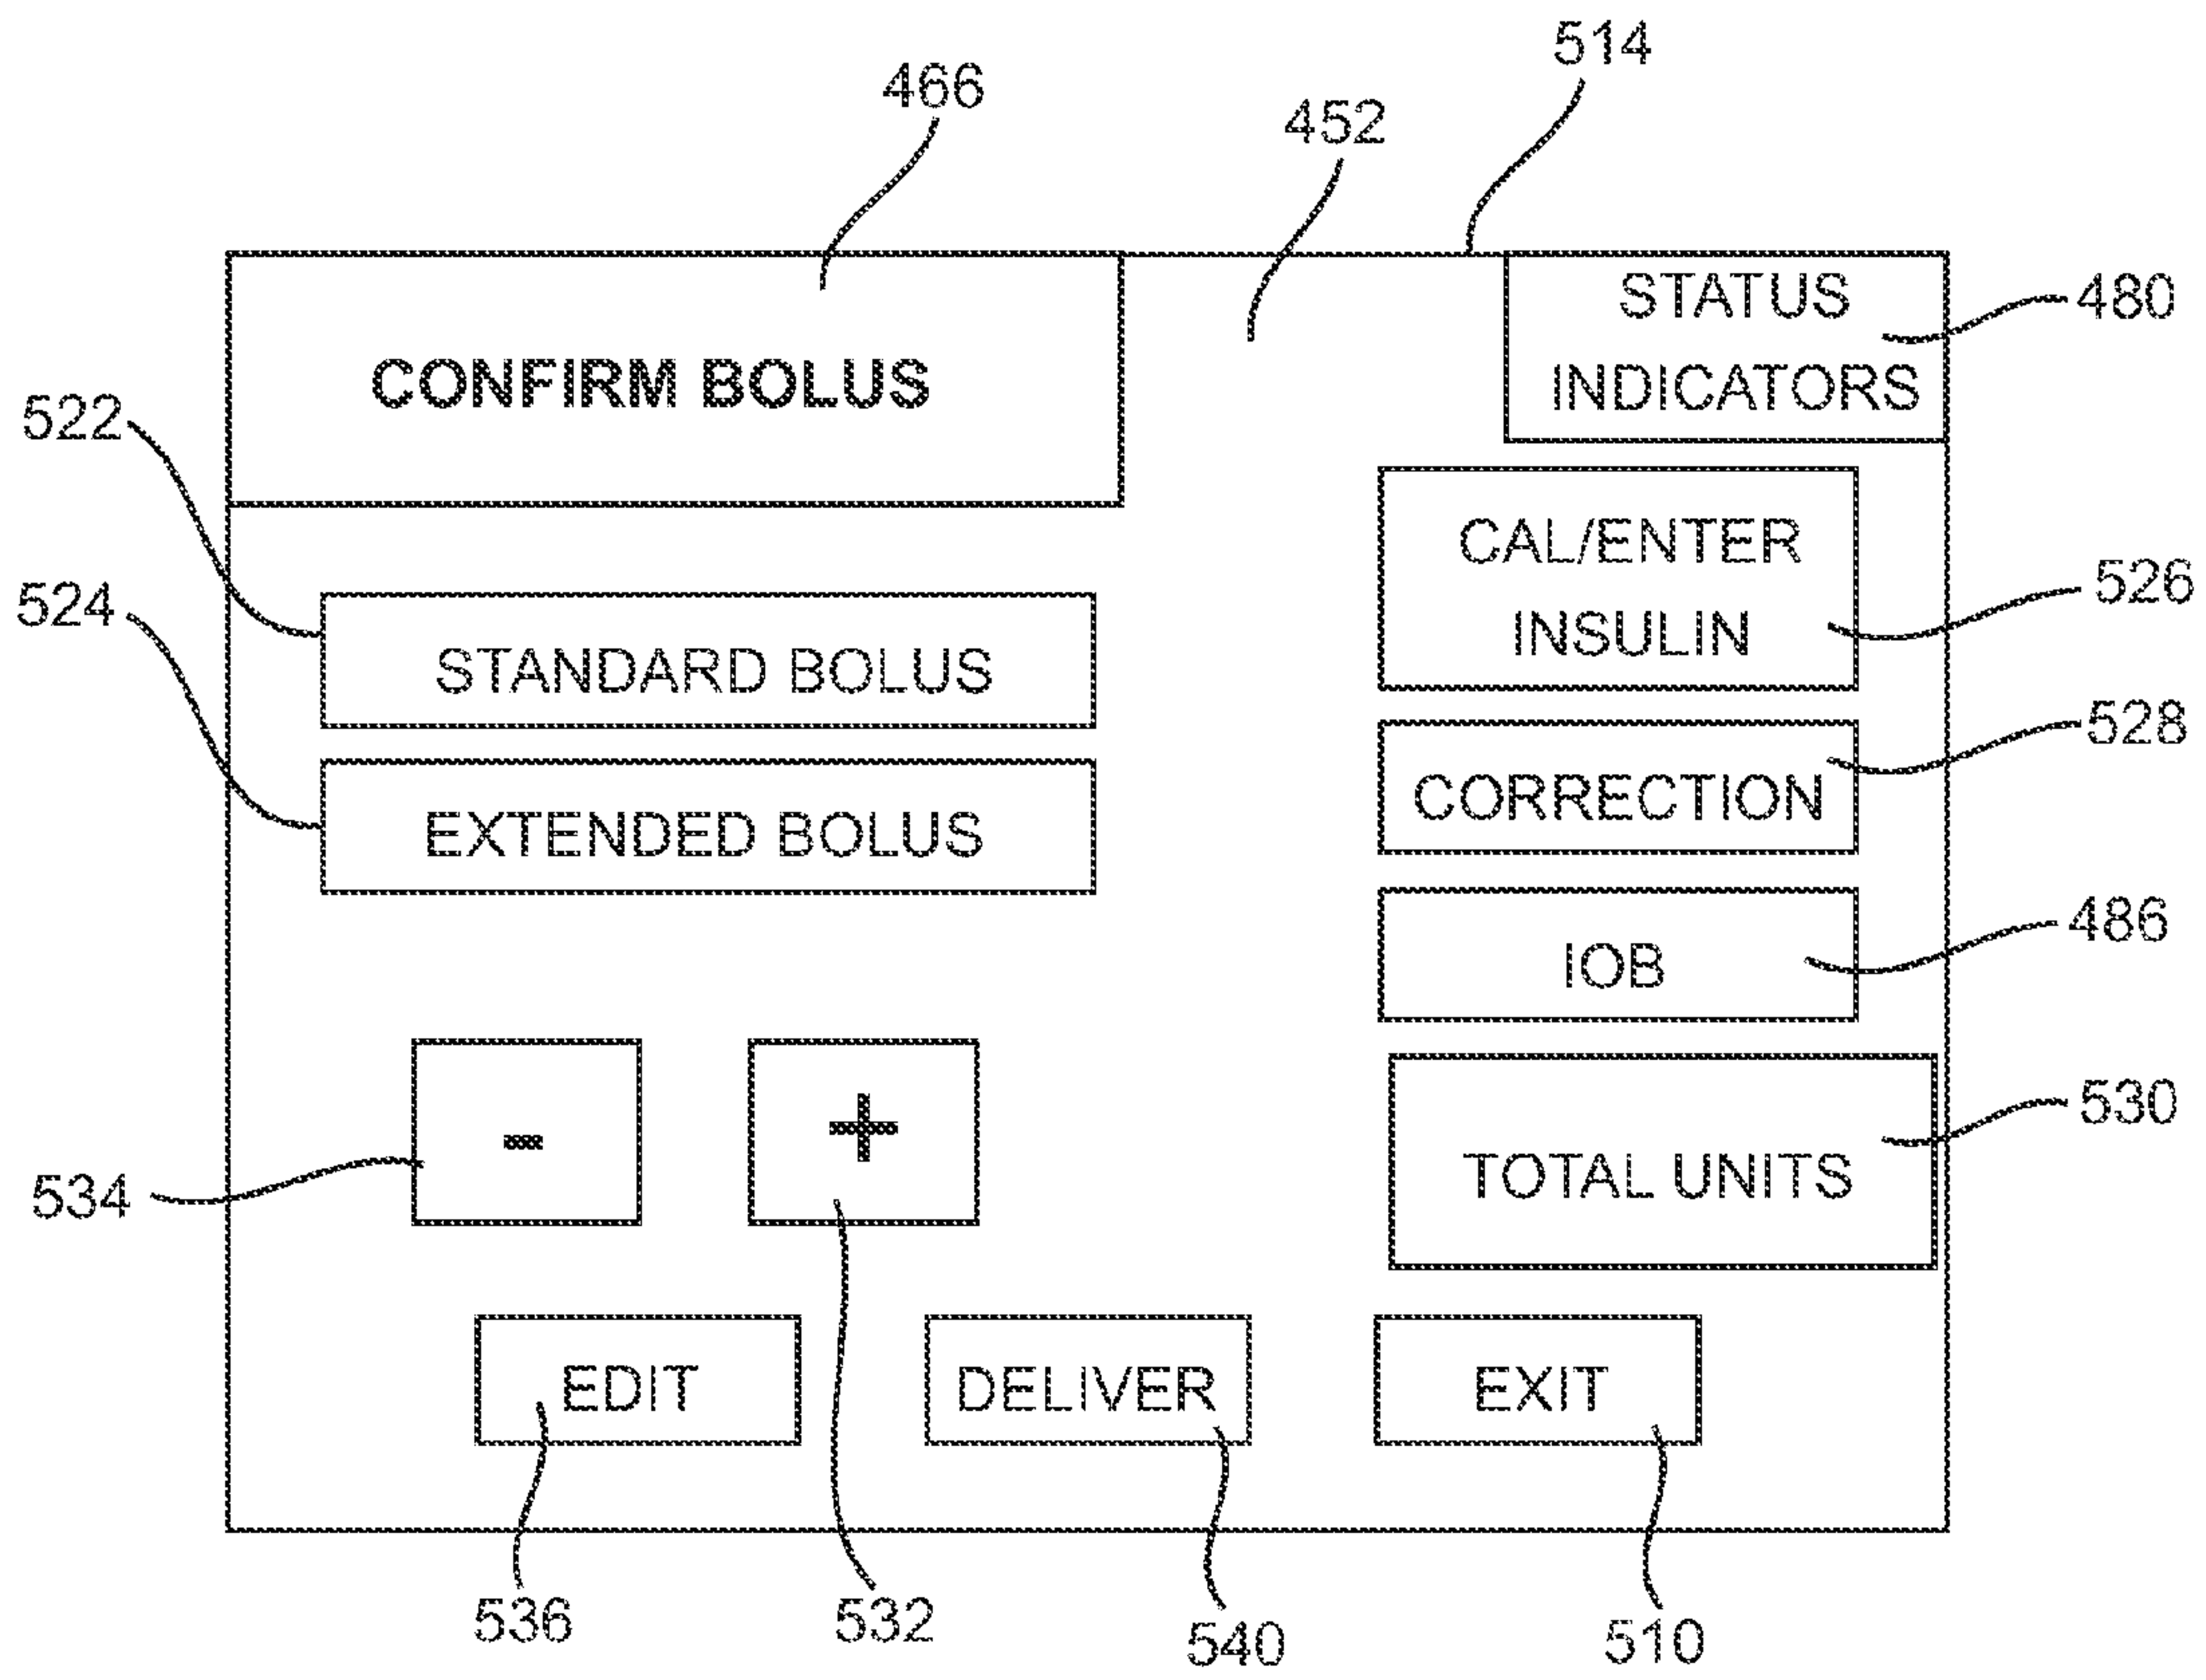 514
466
452
CONFIRM BOLUS
STATUS
INDICATORS
480
522
CAL/ENTER
INSULIN
526
524
STANDARD BOLUS
528
CORRECTION
EXTENDED BOLUS
486
IOB
-
+
530
TOTAL UNITS
534
EDIT
DELIVER
EXIT
536
532
540
510